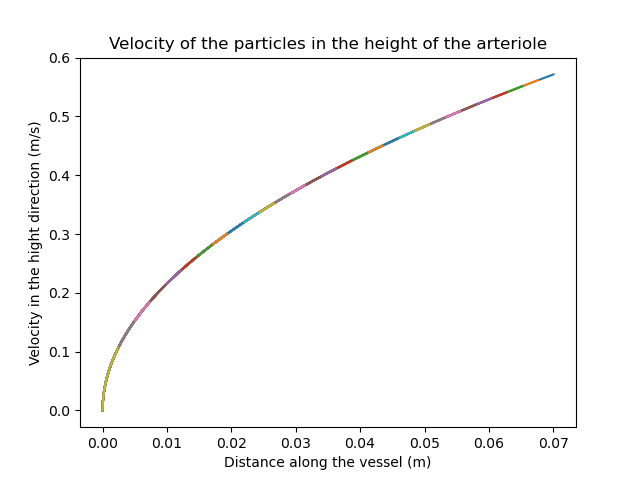 Velocity of the particles in the height of the arteriole
Velocity in the hight direction (m/s)
0.6
0.5
0.4
0.3
0.2
0.1
0.0
0.00 0.01 0.02 0.03 0.04 0.05 0.06 0.07
Distance along the vessel (m)